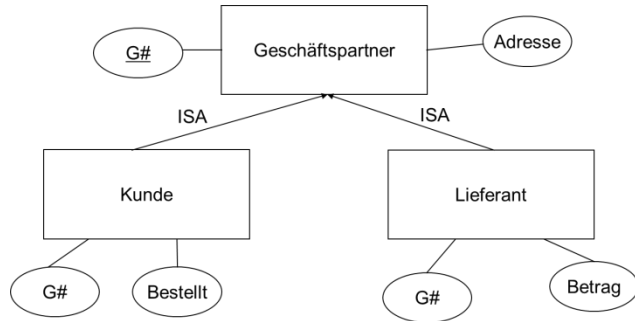 G#
Geschäftspartner
Adresse
ISA
ISA
Kunde
Lieferant
G#
Bestellt
G#
Betrag